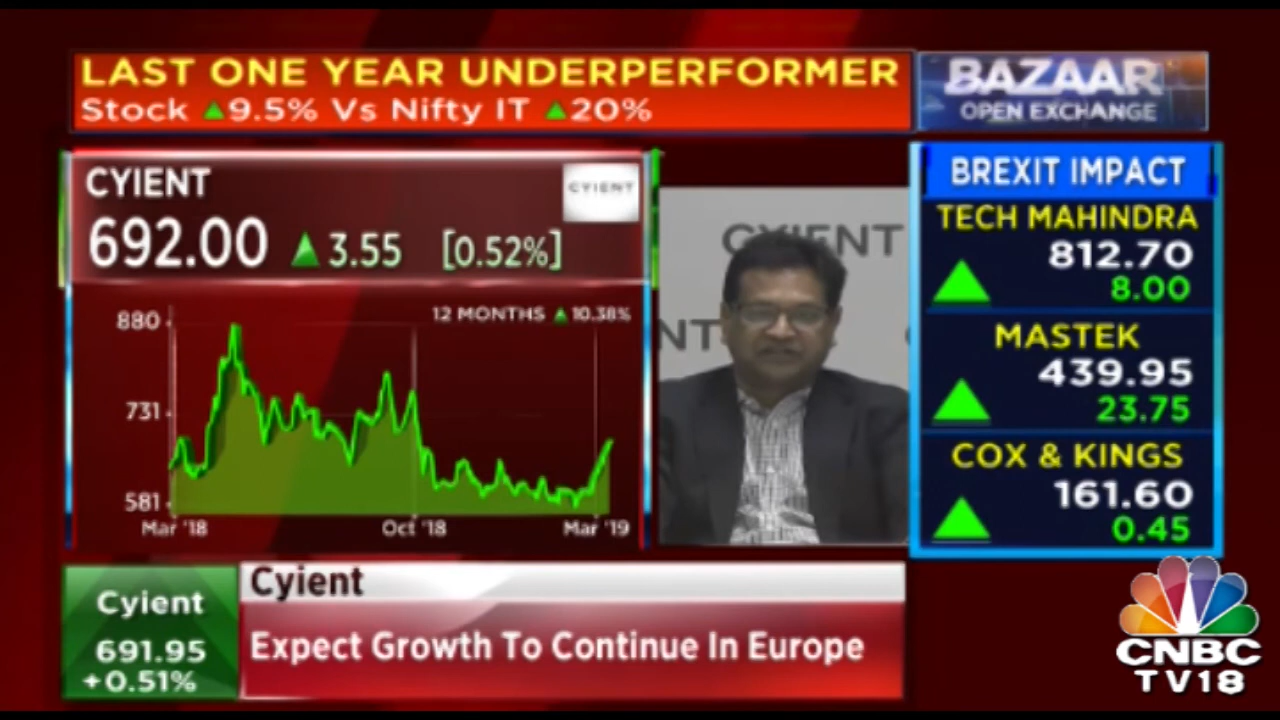 LAST ONE YEAR UNDERPERFORMER
Stock ▲9.5% Vs Nifty IT ▲20%
BAZAAR
OPEN EXCHANGE
CYIENT
CYIENT
692.00 ▲ 3.55 [0.52%]
12 MONTHS ▲ 10.38%
880
731
581
Mar '18 Oct '18 Mar '19
CYIENT
NT
BREXIT IMPACT
TECH MAHINDRA
812.70
▲ 8.00
MASTEK
439.95
▲ 23.75
COX & KINGS
161.60
▲ 0.45
Cyient
691.95
+0.51%
Cyient
Expect Growth To Continue In Europe
CNBC
TV18